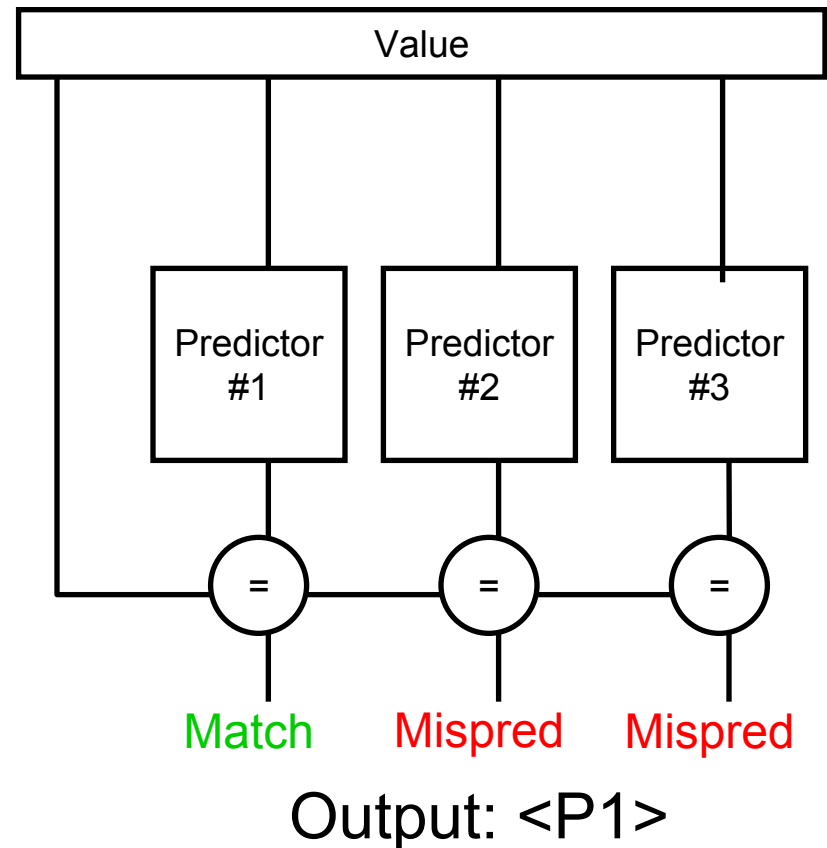 Value
Predictor
#1
Predictor
#2
Predictor
#3
=
=
=
Match
Mispred
Mispred
Output: <P1>